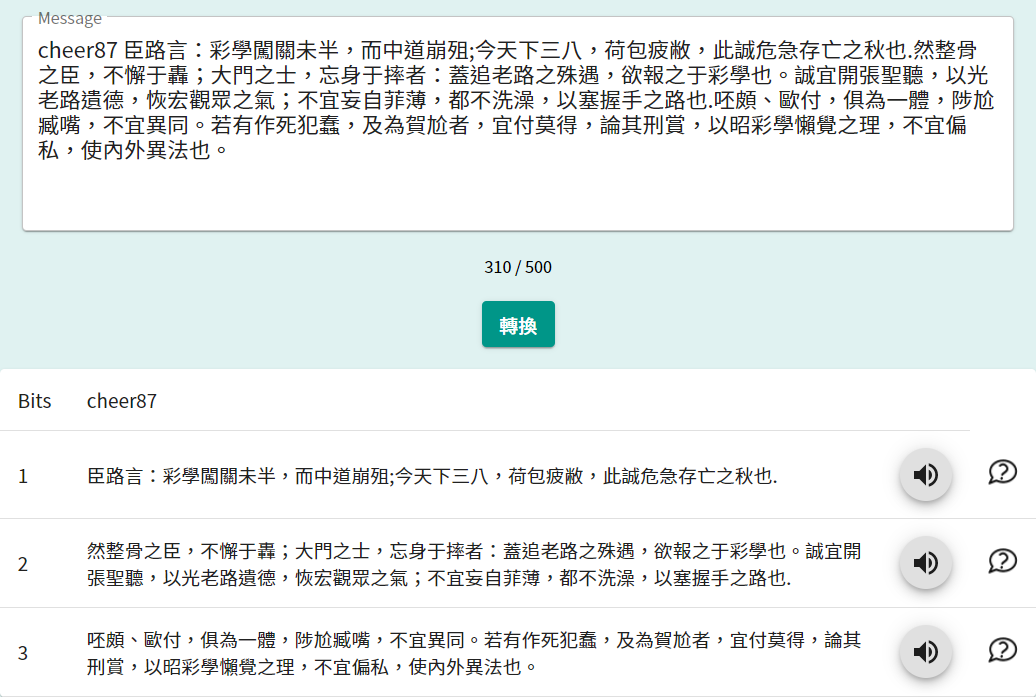 Message
cheer87 臣路言：彩學闖關未半，而中道崩殂;今天下三八，荷包疲敝，此誠危急存亡之秋也.然整骨
之臣，不懈于轟；大門之士，忘身于摔者：蓋追老路之殊遇，欲報之于彩學也。誠宜開張聖聽，以光
老路遺德，恢宏觀眾之氣；不宜妄自菲薄，都不洗澡，以塞握手之路也.呸頗、歐付，俱為一體，陟尬
臧嘴，不宜異同。若有作死犯蠢，及為賀尬者，宜付莫得，論其刑賞，以昭彩學懶覺之理，不宜偏
私，使內外異法也。
310 / 500
轉換
Bits cheer87
1 臣路言：彩學闖關未半，而中道崩殂;今天下三八，荷包疲敝，此誠危急存亡之秋也.
2 然整骨之臣，不懈于轟；大門之士，忘身于摔者：蓋追老路之殊遇，欲報之于彩學也。誠宜開
張聖聽，以光老路遺德，恢宏觀眾之氣；不宜妄自菲薄，都不洗澡，以塞握手之路也.
3 呸頗、歐付，俱為一體，陟尬臧嘴，不宜異同。若有作死犯蠢，及為賀尬者，宜付莫得，論其
刑賞，以昭彩學懶覺之理，不宜偏私，使內外異法也。